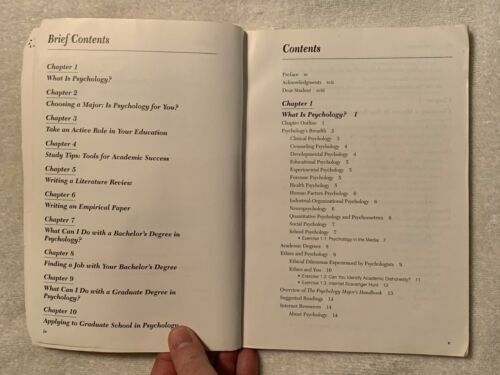 Brief Contents
Chapter 1
What Is Psychology?
Chapter 2
Choosing a Major: Is Psychology for You?
Chapter 3
Take an Active Role in Your Education
Chapter 4
Study Tips: Tools for Academic Success
Chapter 5
Writing a Literature Review
Chapter 6
Writing an Empirical Paper
Chapter 7
What Can I Do with a Bachelor's Degree in
Psychology?
Chapter 8
Finding a Job with Your Bachelor's Degree
Chapter 9
What Can I Do with a Graduate Degree in
Psychology?
Chapter 10
Applying to Graduate School in Psychology
iv
Contents
Preface iv
Acknowledgments
Dear Student
Chapter 1
What Is Psychology? 1
Chapter Outline 1
Psychology's Breadth
Clinical Psychology 3
Counseling Psychology 4
Developmental Psychology 4
Educational Psychology 5
Experimental Psychology 5
Forensic Psychology 5
Health Psychology 5
Human Factors Psychology 6
Industrial-Organizational Psychology 6
Neuropsychology 6
Quantitative Psychology and Psychometrics 6
Social Psychology 7
School Psychology 7
• Exercise 1.1 Psychology in the Media 7
Academic Degrees 8
Ethics and Psychology 9
Ethical Dilemmas Experienced by Psychologists 9
Ethics and You 10
• Exercise 1.2: Can You Identify Academic Dishonesty? 11
• Exercise 1.3: Internet Scavenger Hunt 13
Overview of The Psychology Major's Handbook 13
Suggested Readings 14
Internet Resources 14
About Psychology 14
v